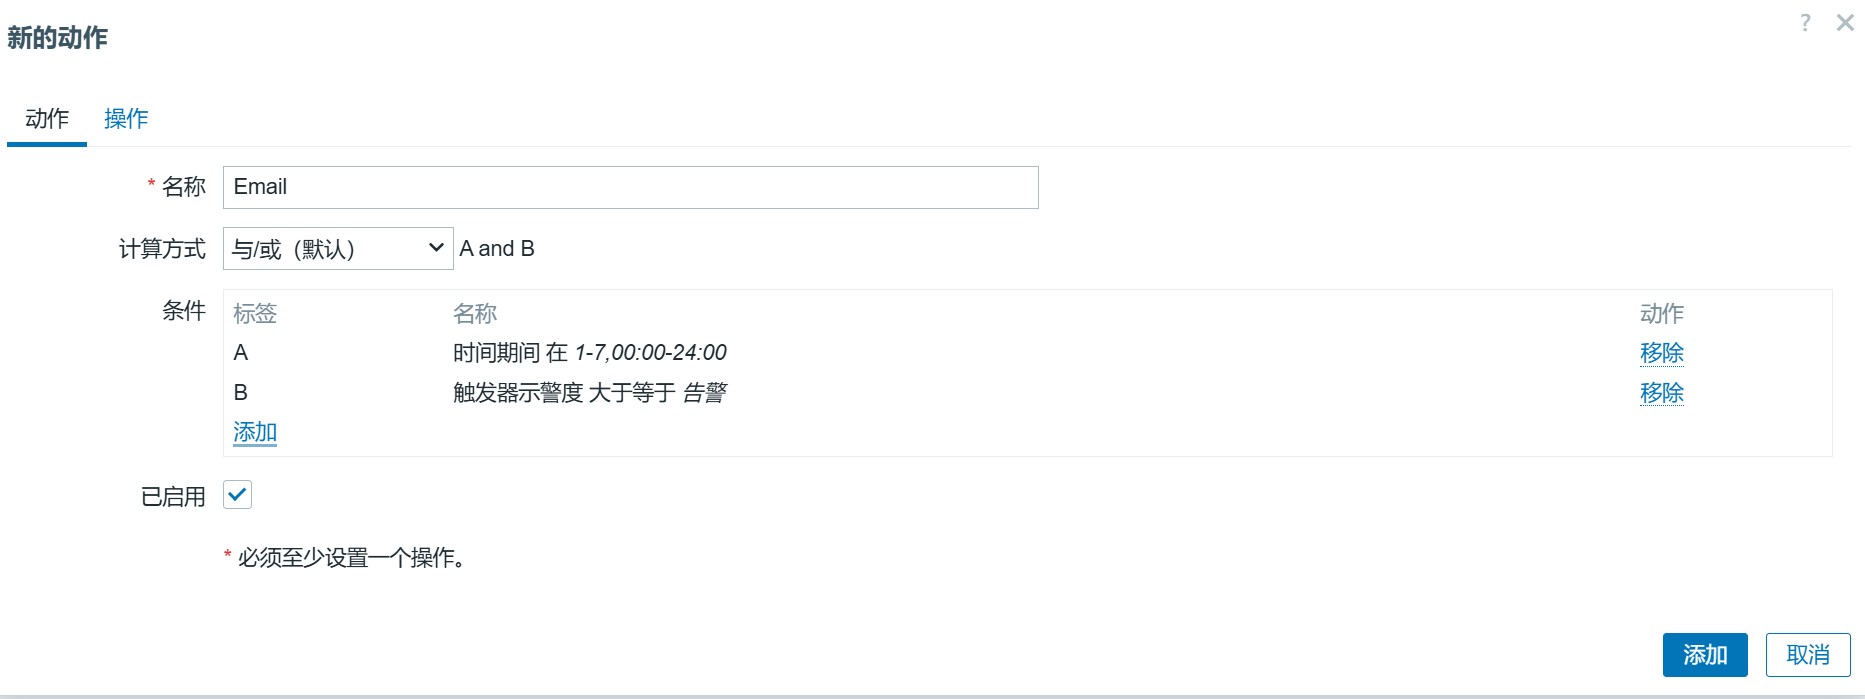 新的动作
? ×
动作 操作
* 名称 Email
计算方式 与/或（默认） A and B
条件 标签 名称 动作
A 时间期间 在 1-7,00:00-24:00 移除
B 触发器示警度 大于等于 告警 移除
添加
已启用
* 必须至少设置一个操作。
添加 取消